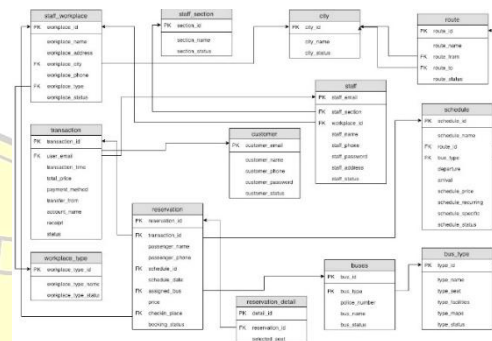 staff_workplace
PK workplace_id
workplace_name
workplace_address
FK workplace_city
workplace_phone
FK workplace_type
workplace_status
staff_section
PK section_id
section_name
section_status
city
PK city_id
city_name
city_status
route
PK route_id
route_name
FK route_from
FK route_to
route_status
staff
PK staff_email
FK staff_section
FK workplace_id
staff_name
staff_phone
staff_password
staff_address
staff_status
schedule
PK schedule_id
schedule_name
FK route_id
FK bus_type
departure
arrival
schedule_price
schedule_recurring
schedule_specific
schedule_status
transaction
PK transaction_id
FK user_email
transaction_time
total_price
payment_method
transfer_from
account_name
receipt
status
customer
PK customer_email
customer_name
customer_phone
customer_password
customer_status
reservation
PK reservation_id
FK transaction_id
passenger_name
passenger_phone
FK schedule_id
schedule_date
FK assigned_bus
price
FK checkin_place
booking_status
workplace_type
PK workplace_type_id
workplace_type_name
workplace_type_status
reservation_detail
PK detail_id
FK reservation_id
selected_seat
buses
PK bus_id
FK bus_type
police_number
bus_name
bus_status
bus_type
PK type_id
type_name
type_seat
type_facilities
type_maps
type_status